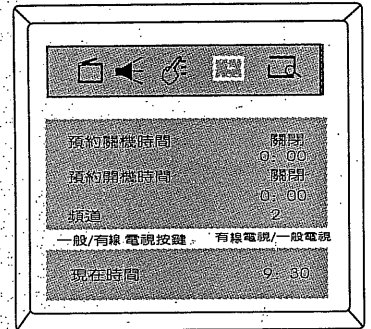 預約關機時間 關閉
0:00
預約開機時間 關閉
0:00
頻道 2
一般/有線 電視按鍵 有線電視/一般電視
現在時間 9:30